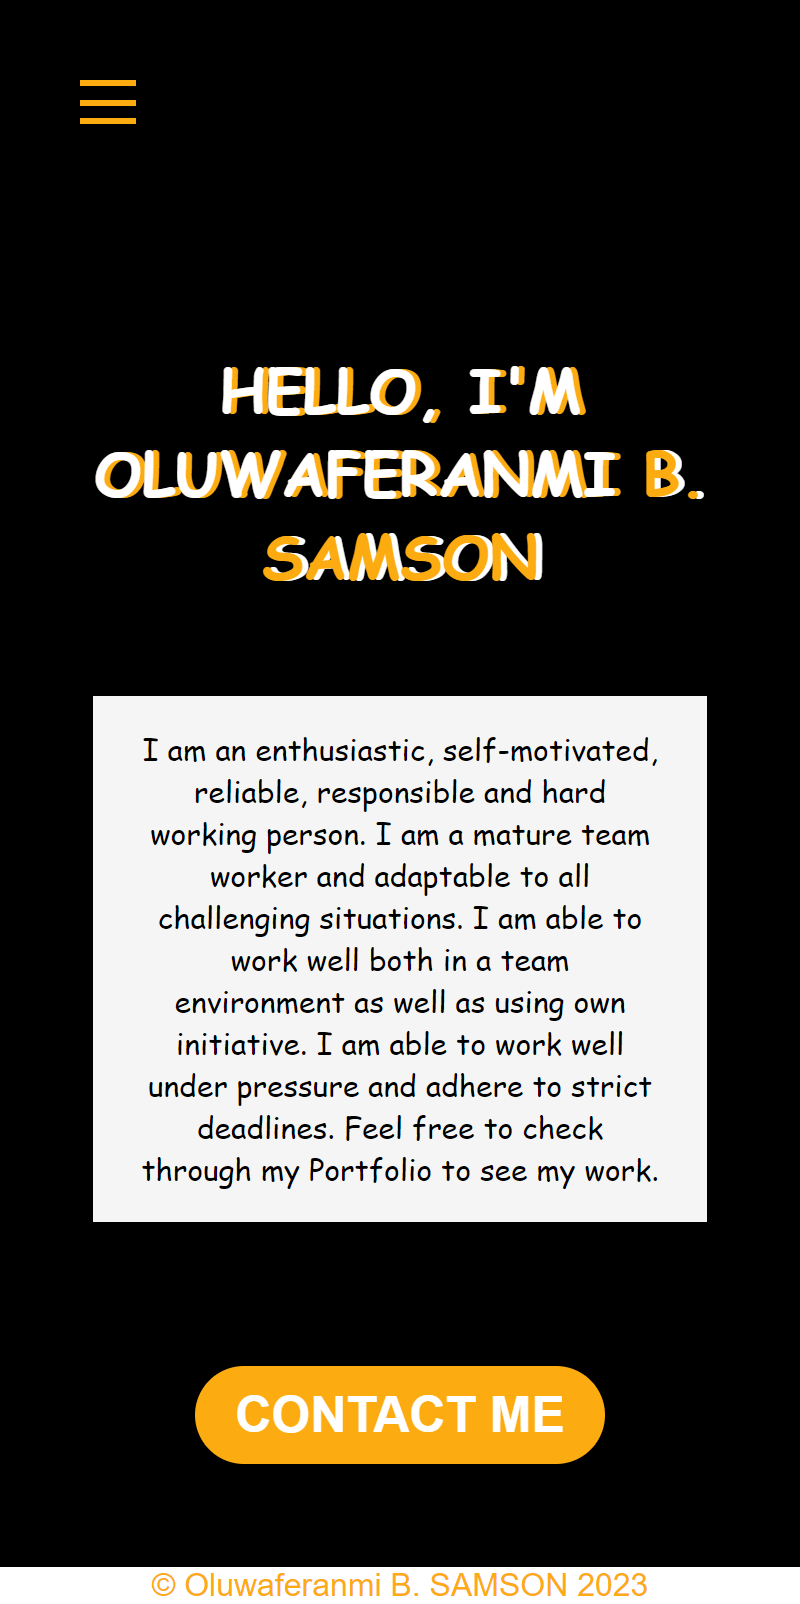 HELLO, I'M
OLUWAFERANMI B.
SAMSON
I am an enthusiastic, self-motivated,
reliable, responsible and hard
working person. I am a mature team
worker and adaptable to all
challenging situations. I am able to
work well both in a team
environment as well as using own
initiative. I am able to work well
under pressure and adhere to strict
deadlines. Feel free to check
through my Portfolio to see my work.
CONTACT ME
© Oluwaferanmi B. SAMSON 2023